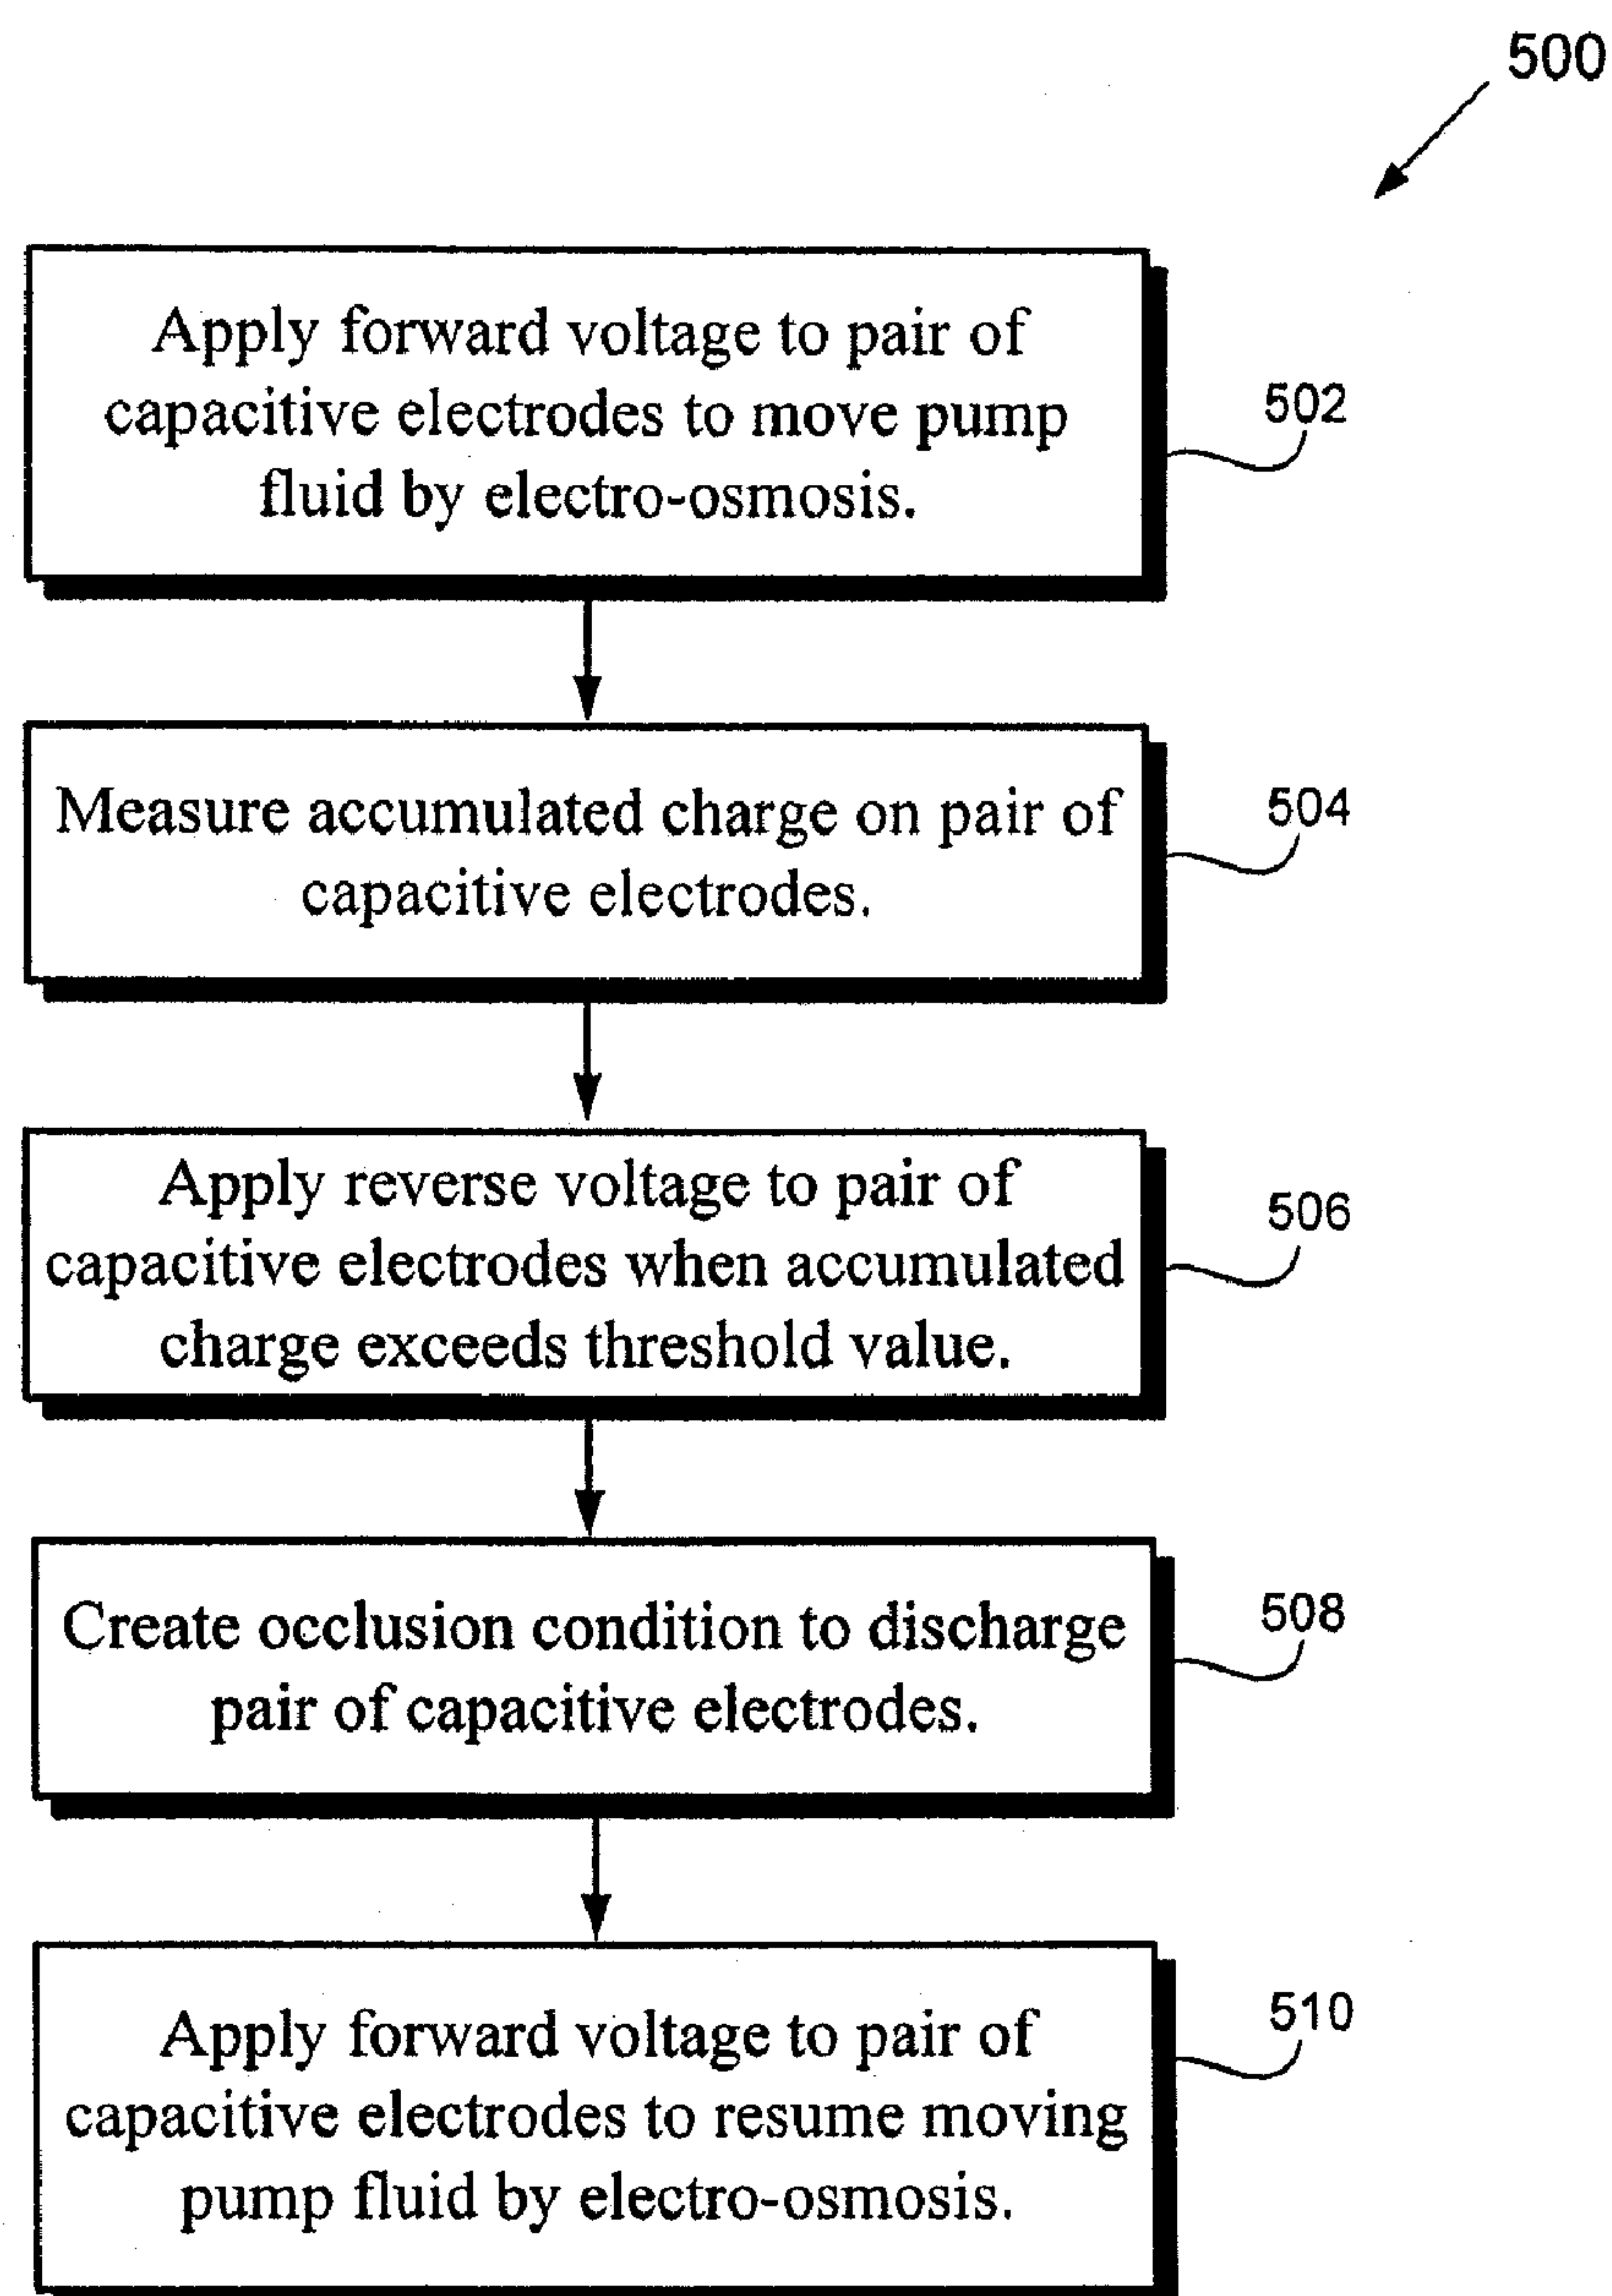 500
Apply forward voltage to pair of
capacitive electrodes to move pump
fluid by electro-osmosis.
502
Measure accumulated charge on pair of
capacitive electrodes.
504
Apply reverse voltage to pair of
capacitive electrodes when accumulated
charge exceeds threshold value.
506
Create occlusion condition to discharge
pair of capacitive electrodes.
508
Apply forward voltage to pair of
capacitive electrodes to resume moving
pump fluid by electro-osmosis.
510